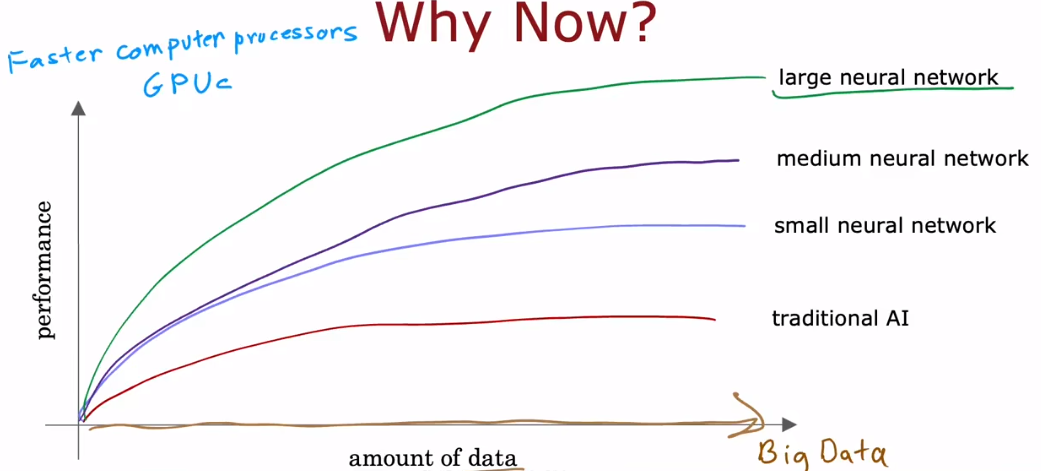 Why Now?
Faster computer processors
GPUs
large neural network
medium neural network
small neural network
traditional AI
performance
amount of data
Big Data